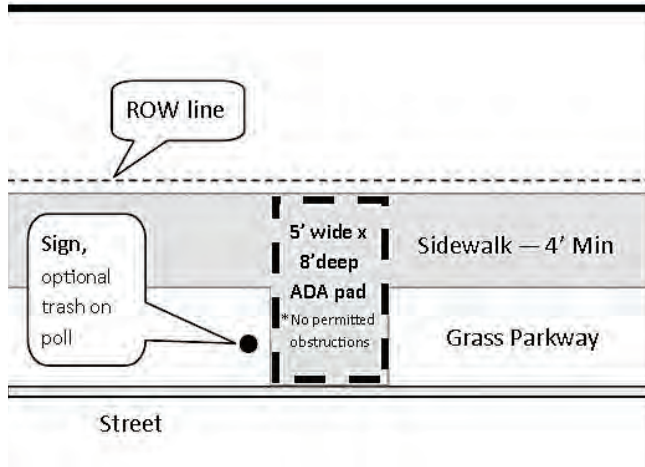 ROW line
Sign,
optional
trash on
poll
5' wide x
8'deep
ADA pad
*No permitted
obstructions
Sidewalk — 4' Min
Grass Parkway
Street